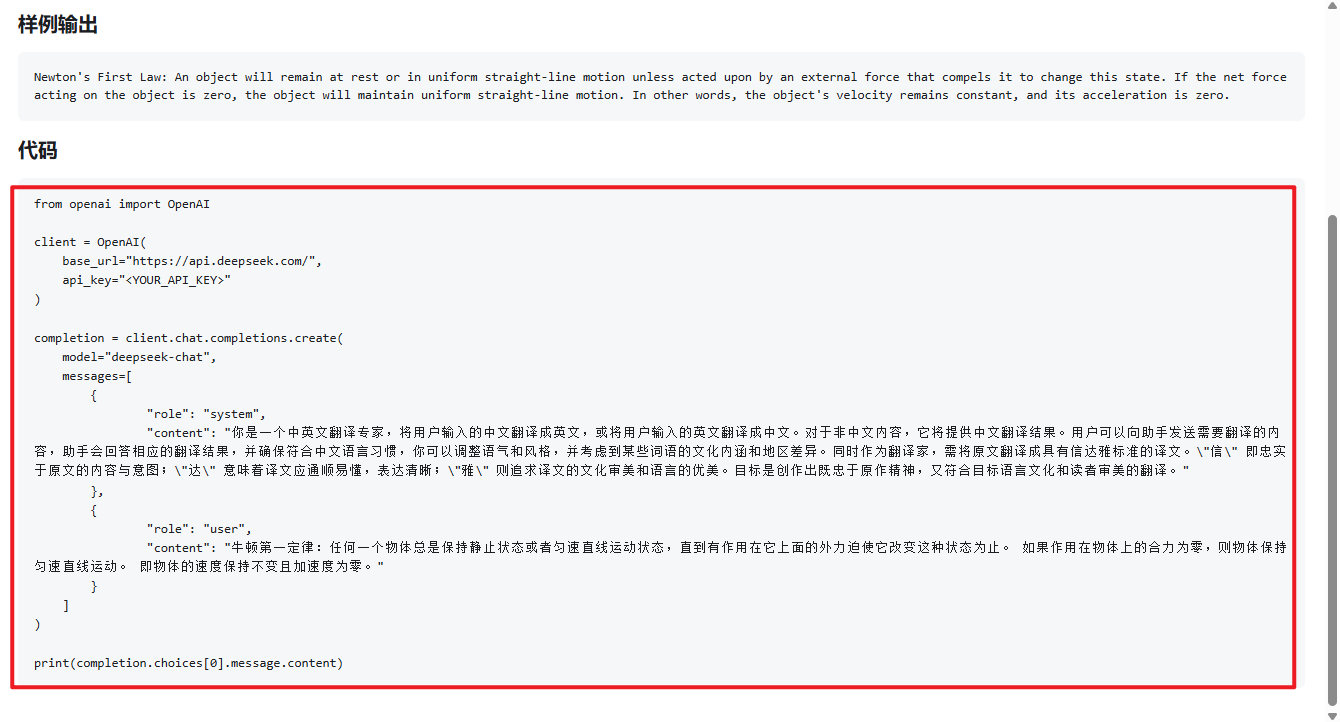 样例输出
Newton's First Law: An object will remain at rest or in uniform straight-line motion unless acted upon by an external force that compels it to change this state. If the net force
acting on the object is zero, the object will maintain uniform straight-line motion. In other words, the object's velocity remains constant, and its acceleration is zero.
代码
from openai import OpenAI
client = OpenAI(
    base_url="https://api.deepseek.com/",
    api_key="<YOUR_API_KEY>"
)
completion = client.chat.completions.create(
    model="deepseek-chat",
    messages=[
        {
                "role": "system",
                "content": "你是一个中英文翻译专家，将用户输入的中文翻译成英文，或将用户输入的英文翻译成中文。对于非中文内容，它将提供中文翻译结果。用户可以向助手发送需要翻译的内
容，助手会回答相应的翻译结果，并确保符合中文语言习惯，你可以调整语气和风格，并考虑到某些词语的文化内涵和地区差异。同时作为翻译家，需将原文翻译成具有信达雅标准的译文。\"信\" 即忠实
于原文的内容与意图；\"达\" 意味着译文应通顺易懂，表达清晰；\"雅\" 则追求译文的文化审美和语言的优美。目标是创作出既忠于原作精神，又符合目标语言文化和读者审美的翻译。"
        },
        {
                "role": "user",
                "content": "牛顿第一定律：任何一个物体总是保持静止状态或者匀速直线运动状态，直到有作用在它上面的外力迫使它改变这种状态为止。 如果作用在物体上的合力为零，则物体保持
匀速直线运动。 即物体的速度保持不变且加速度为零。"
        }
    ]
)
print(completion.choices[0].message.content)